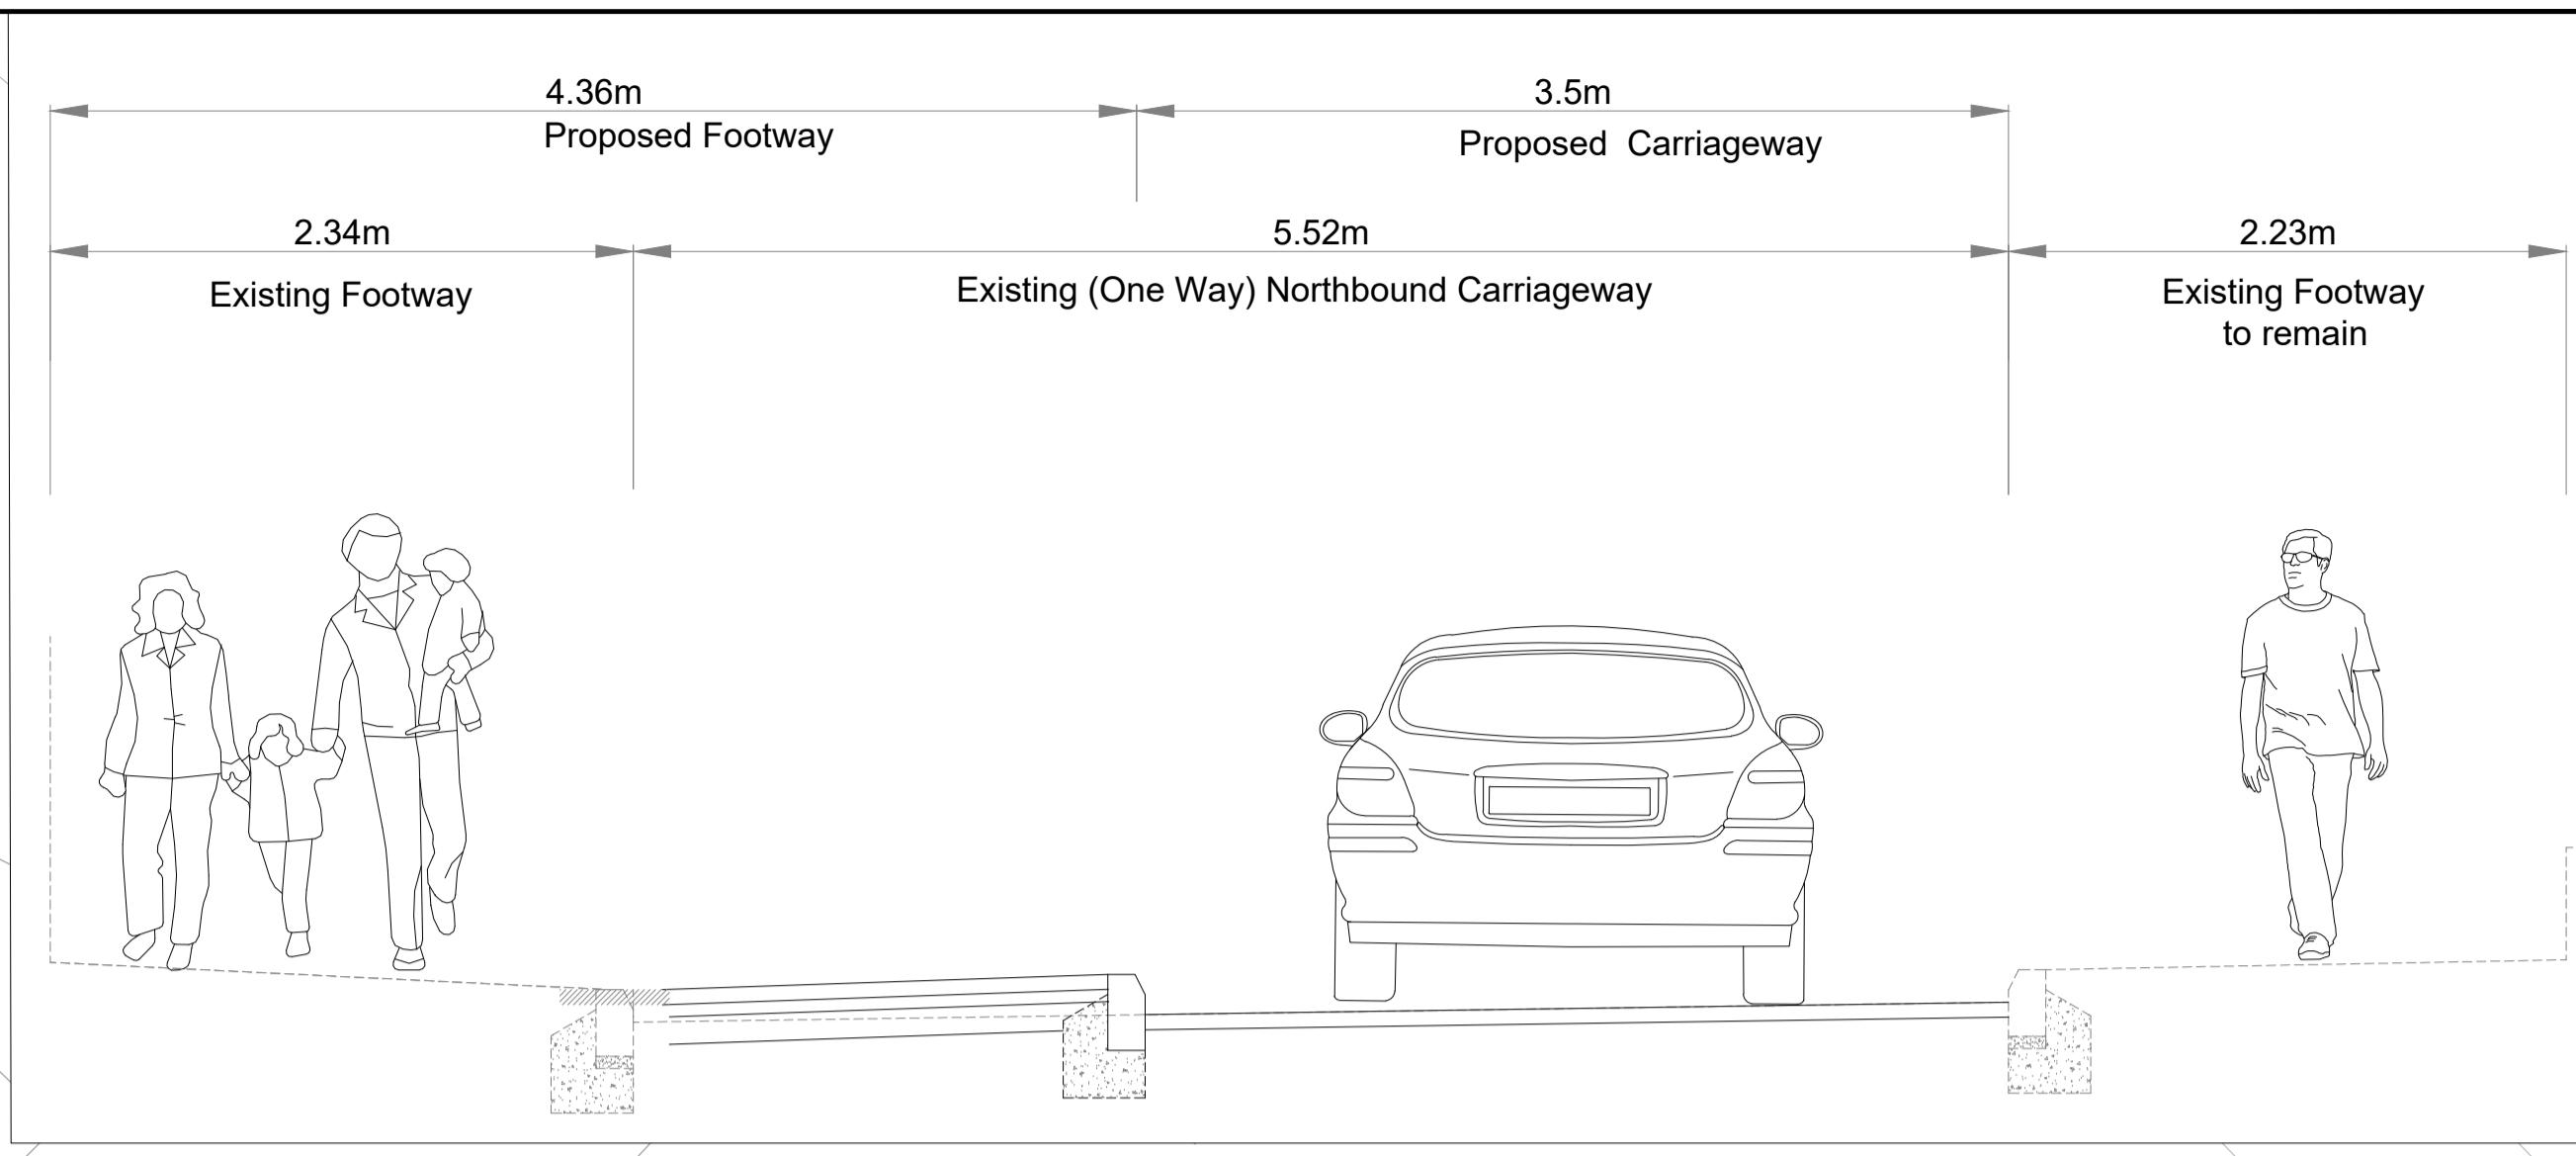 4.36m
Proposed Footway
3.5m
Proposed  Carriageway
2.34m
Existing Footway
5.52m
Existing (One Way) Northbound Carriageway
2.23m
Existing Footway
to remain